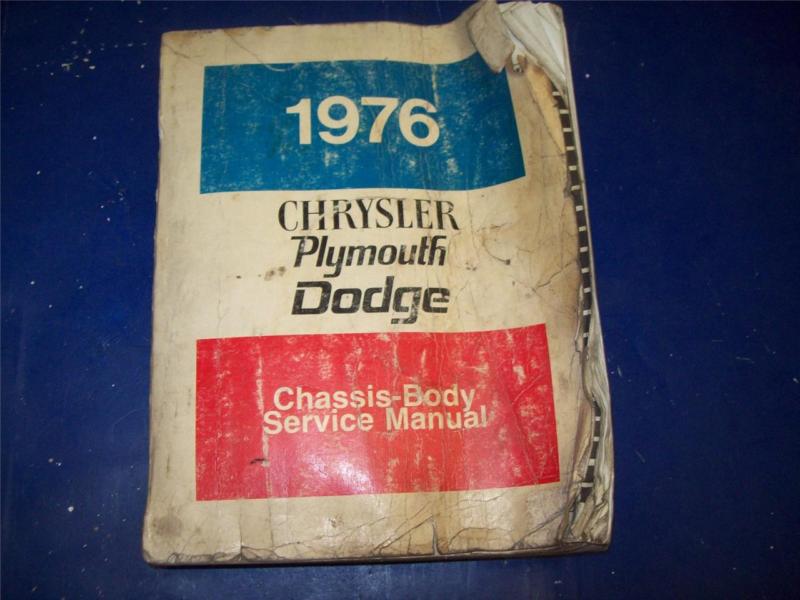 1976
CHRYSLER
Plymouth
Dodge
Chassis-Body
Service Manual